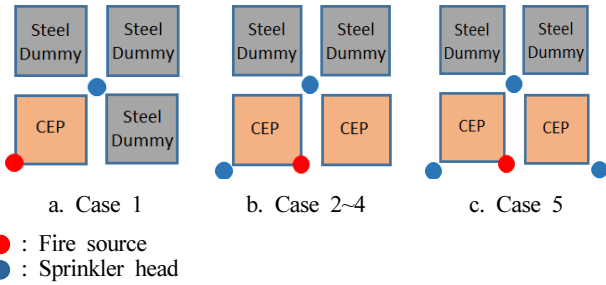 Steel Dummy
Steel Dummy
CEP
Steel Dummy
Steel Dummy
Steel Dummy
CEP
CEP
Steel Dummy
Steel Dummy
CEP
CEP
a. Case 1
b. Case 2~4
c. Case 5
: Fire source
: Sprinkler head